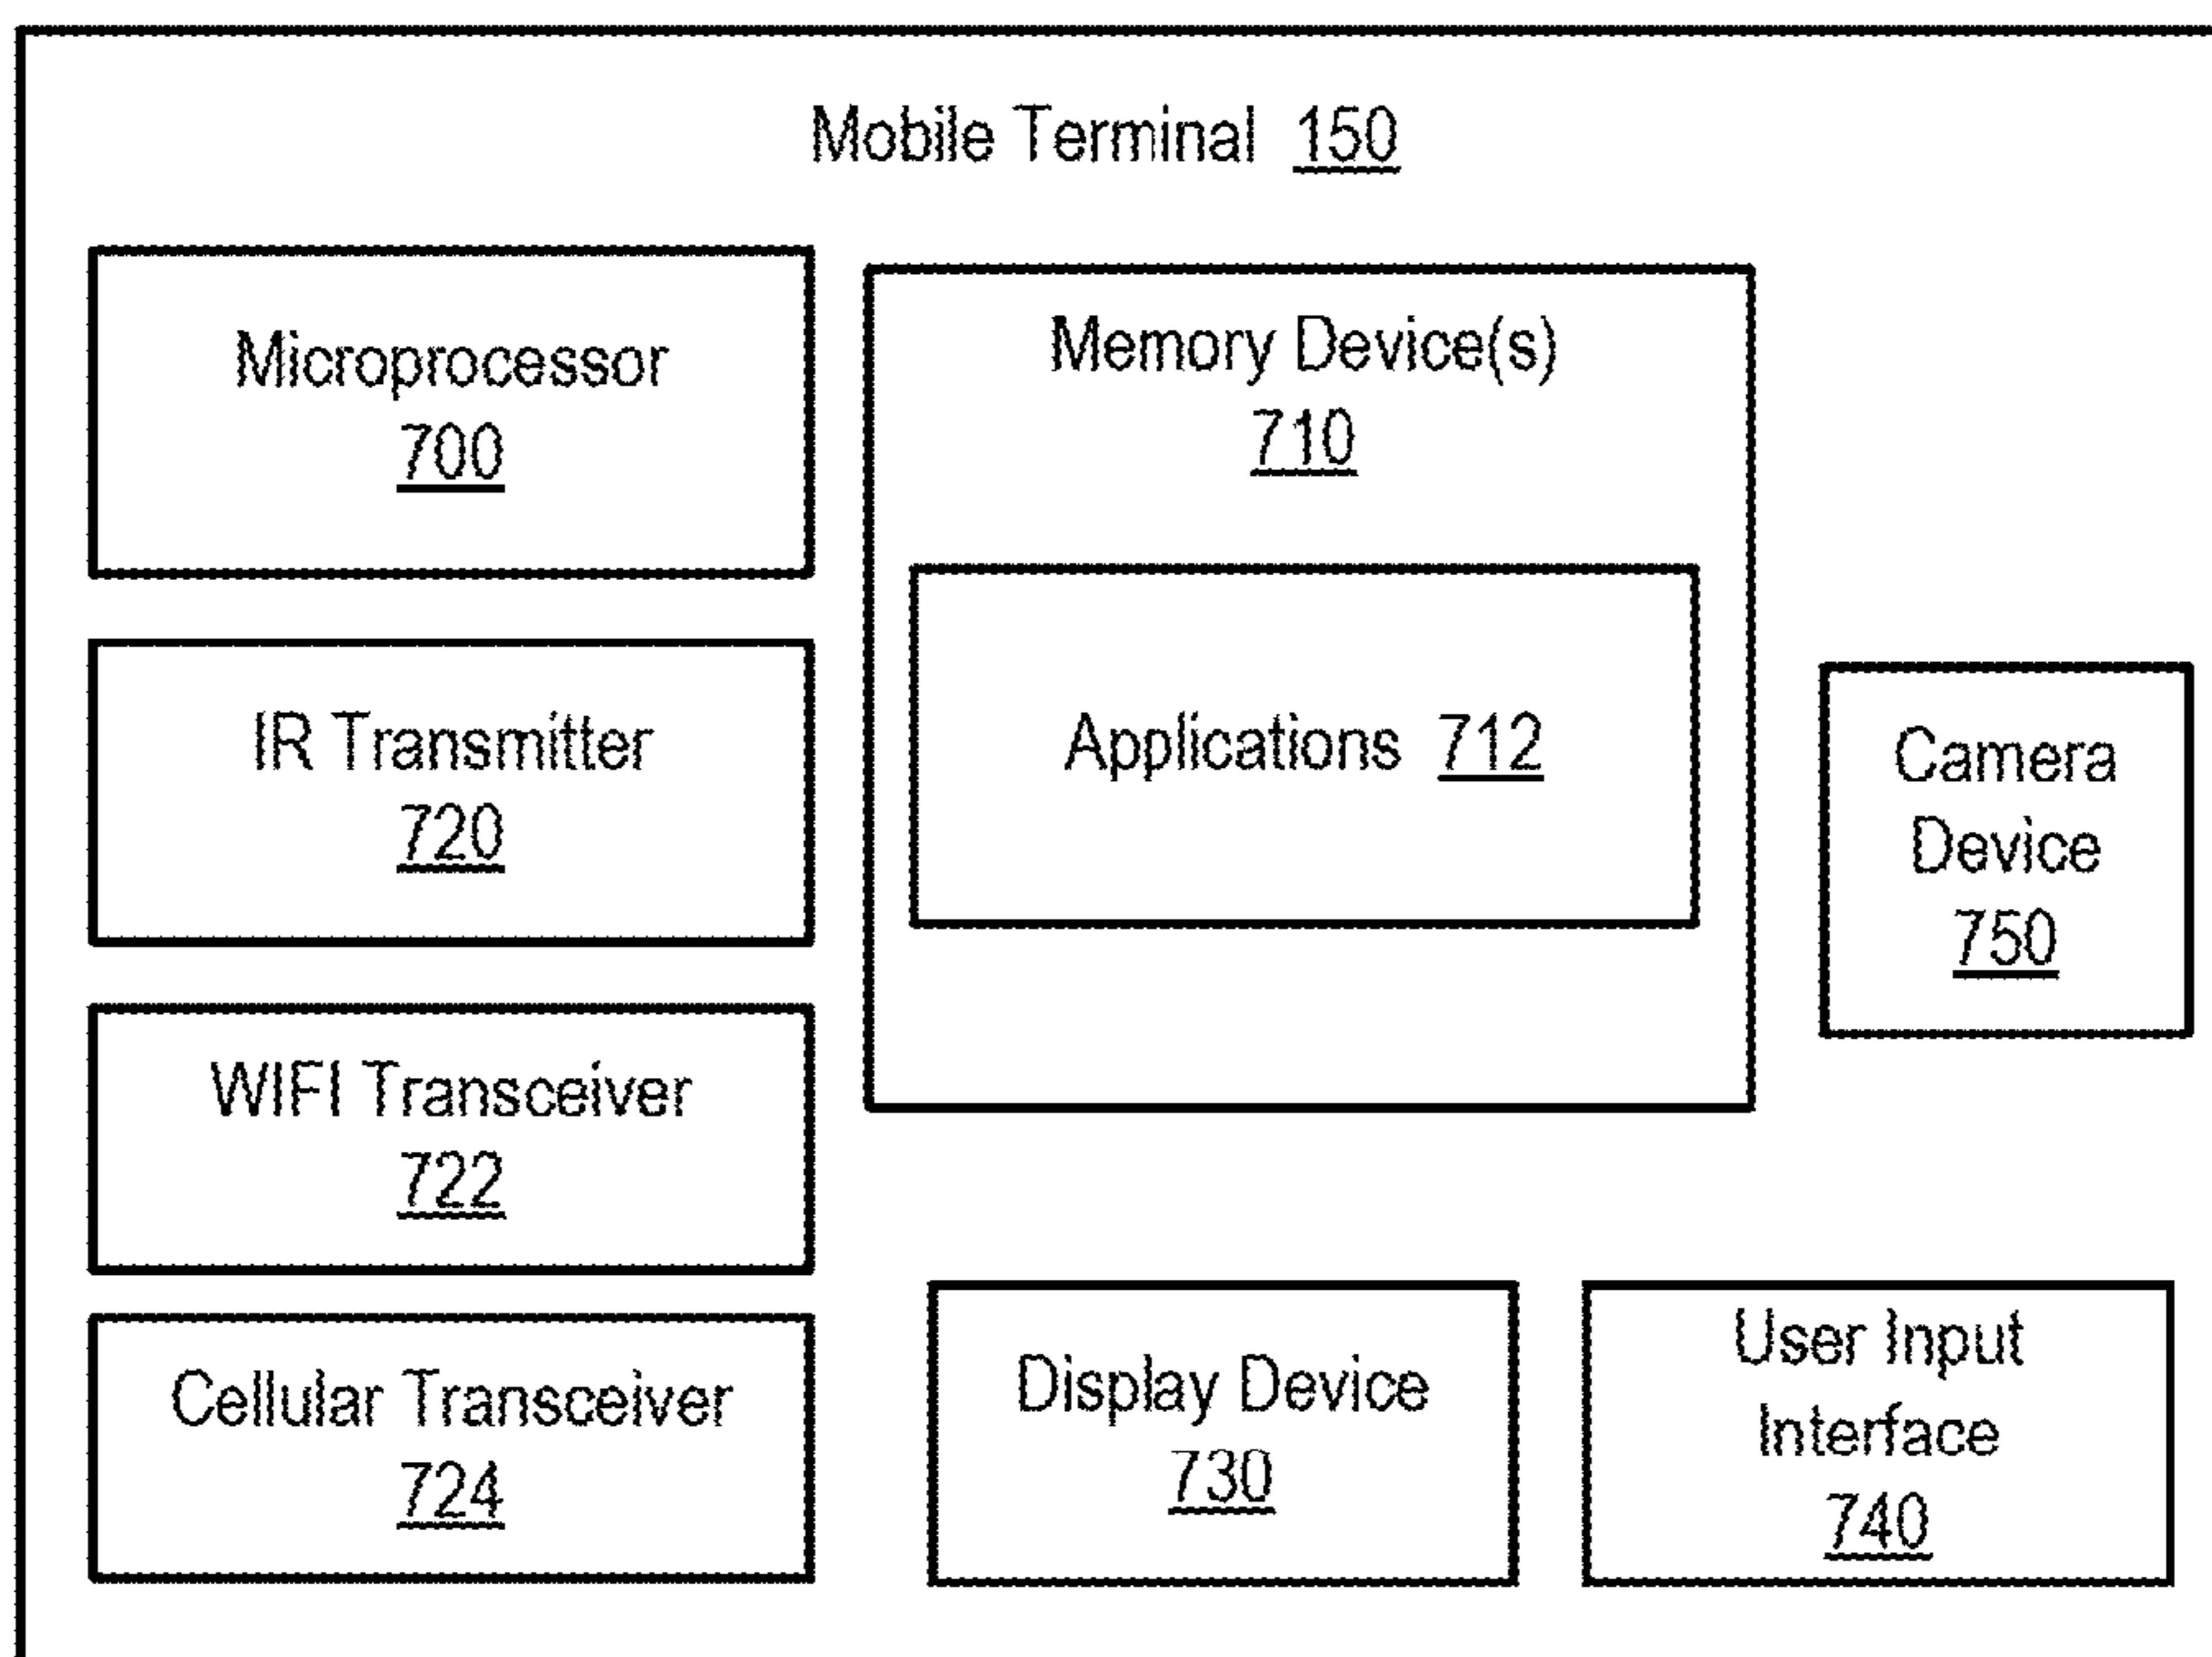 Mobile Terminal 150
Microprocessor
700
Memory Device(s)
710
IR Transmitter
720
Applications 712
Camera
Device
750
WIFI Transceiver
722
Cellular Transceiver
724
Display Device
730
User Input
Interface
740